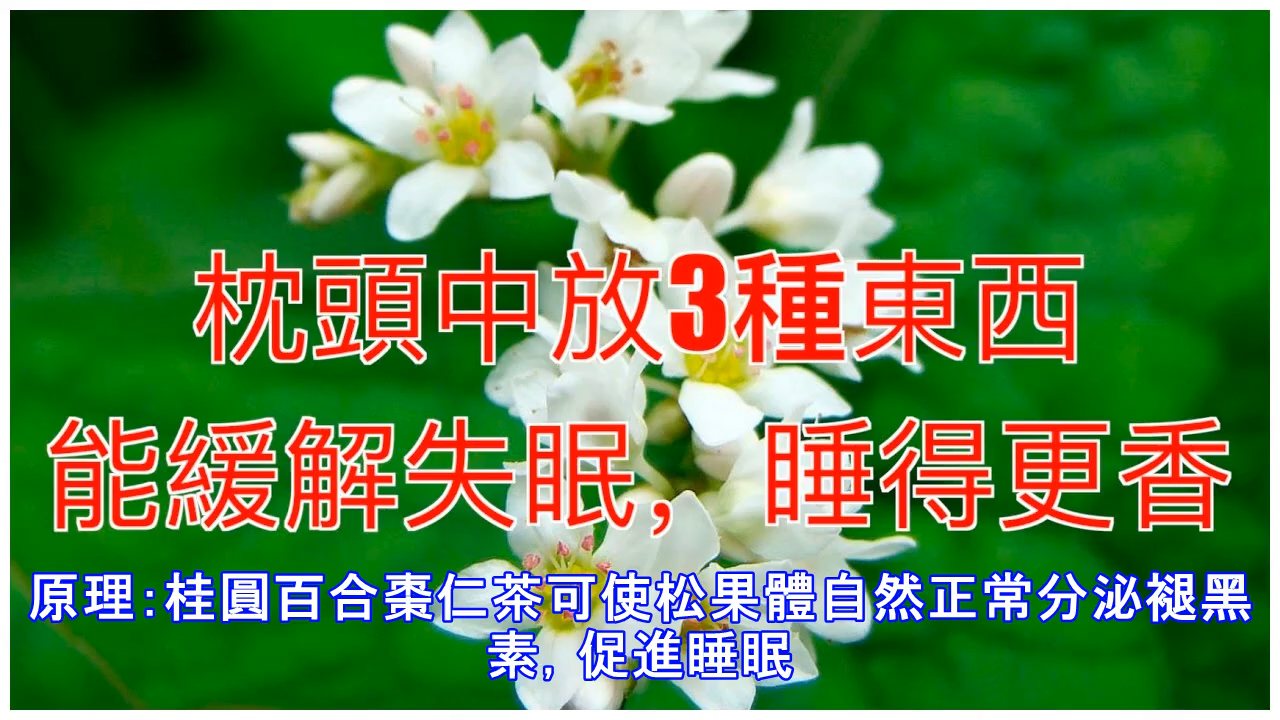 枕頭中放3種東西
能緩解失眠，睡得更香
原理:桂圓百合棗仁茶可使松果體自然正常分泌褪黑
素,促進睡眠